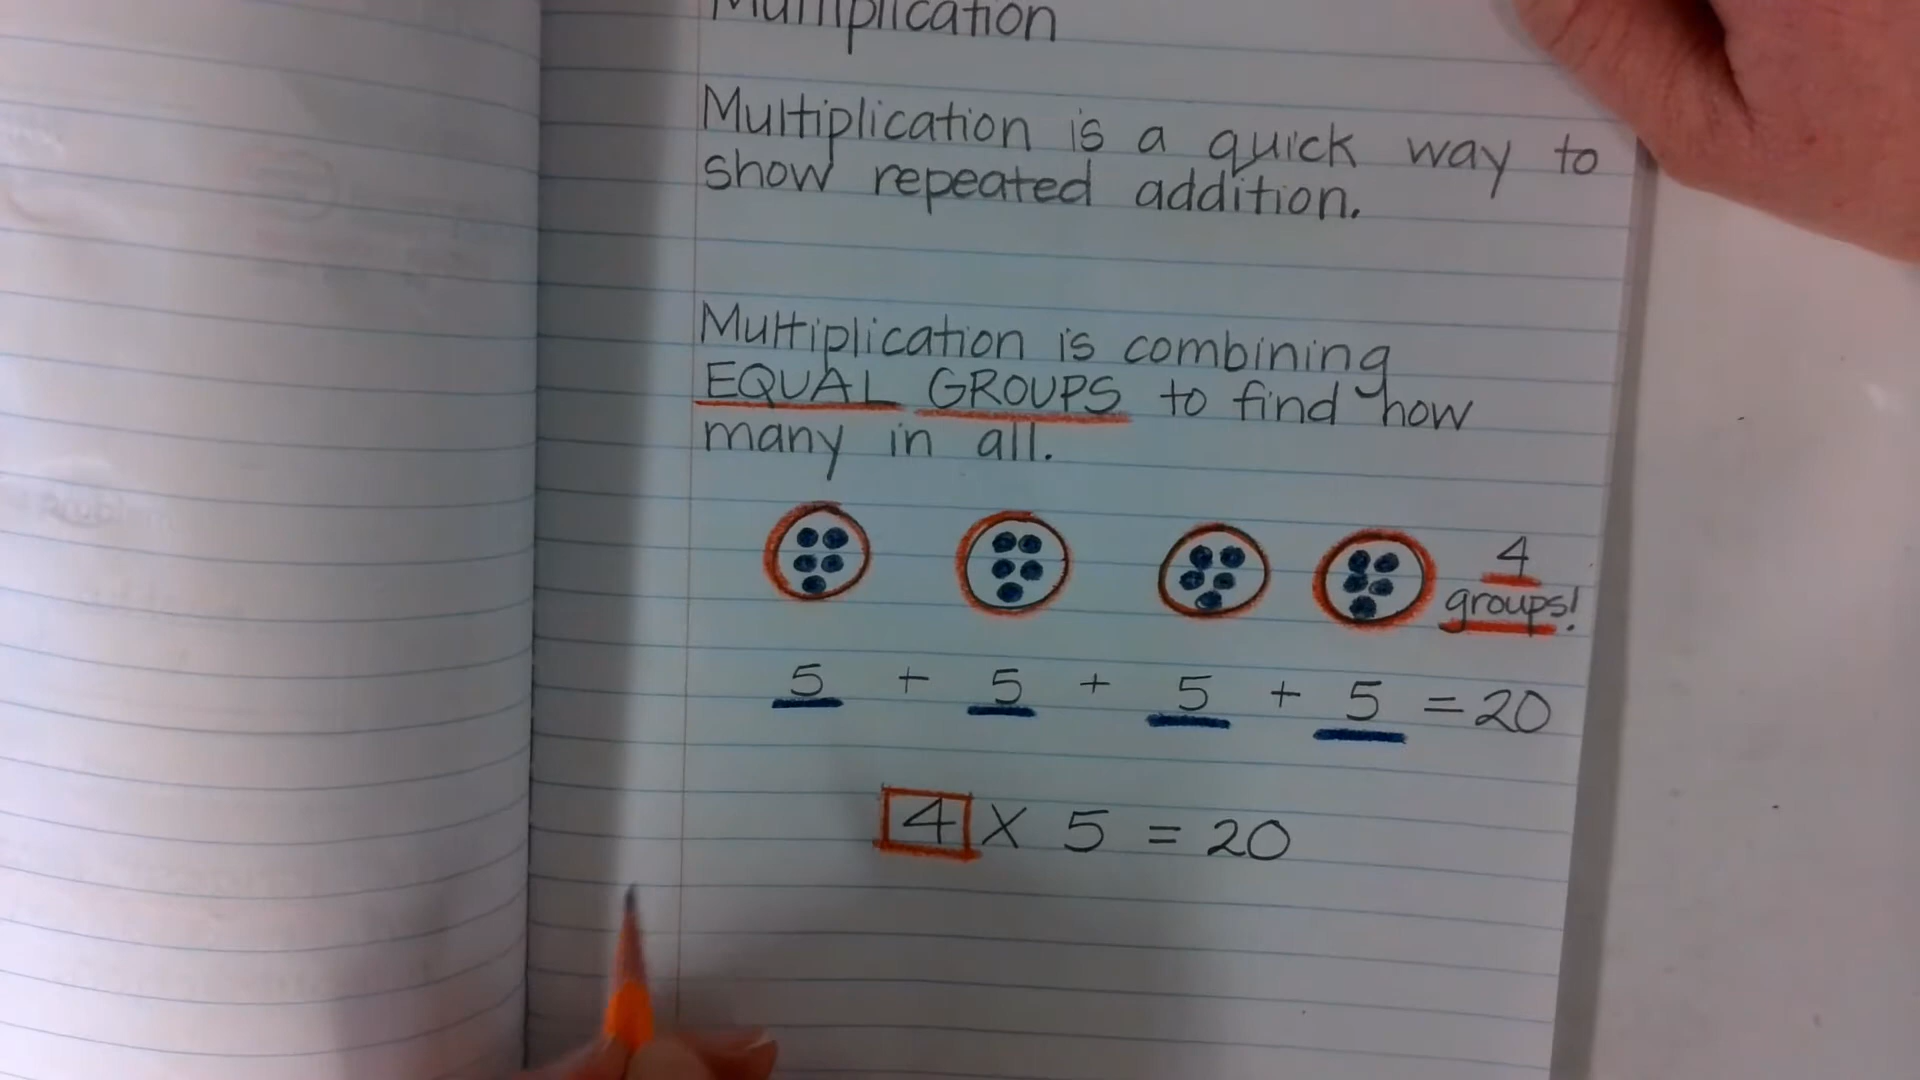 Multiplication
Multiplication is a quick way to
show repeated addition.
Multiplication is combining
EQUAL GROUPS to find how
many in all.
4
groups!
5 + 5 + 5 + 5 = 20
4 X 5 = 20